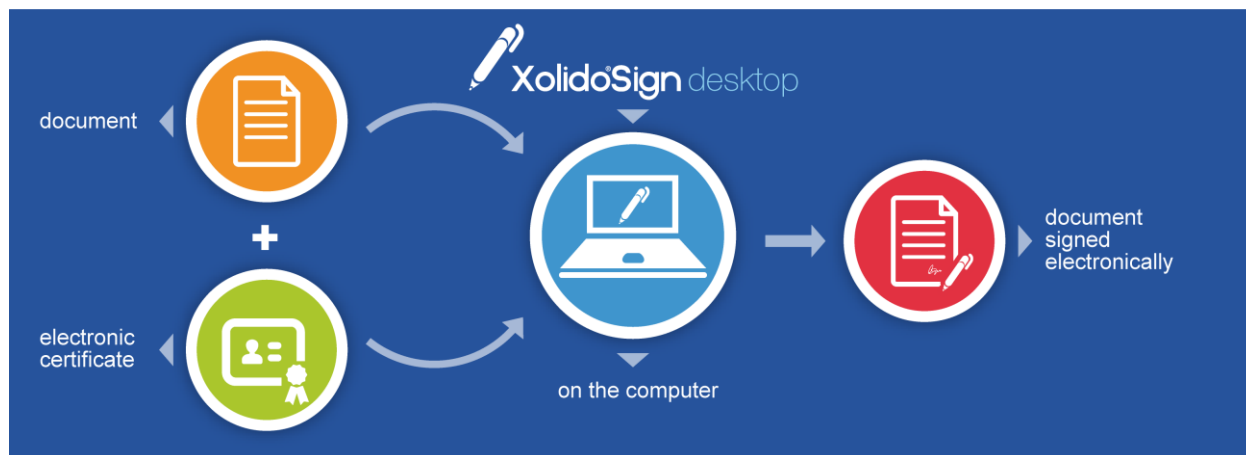 XolidoSign® desktop
document
electronic
certificate
on the computer
document
signed
electronically